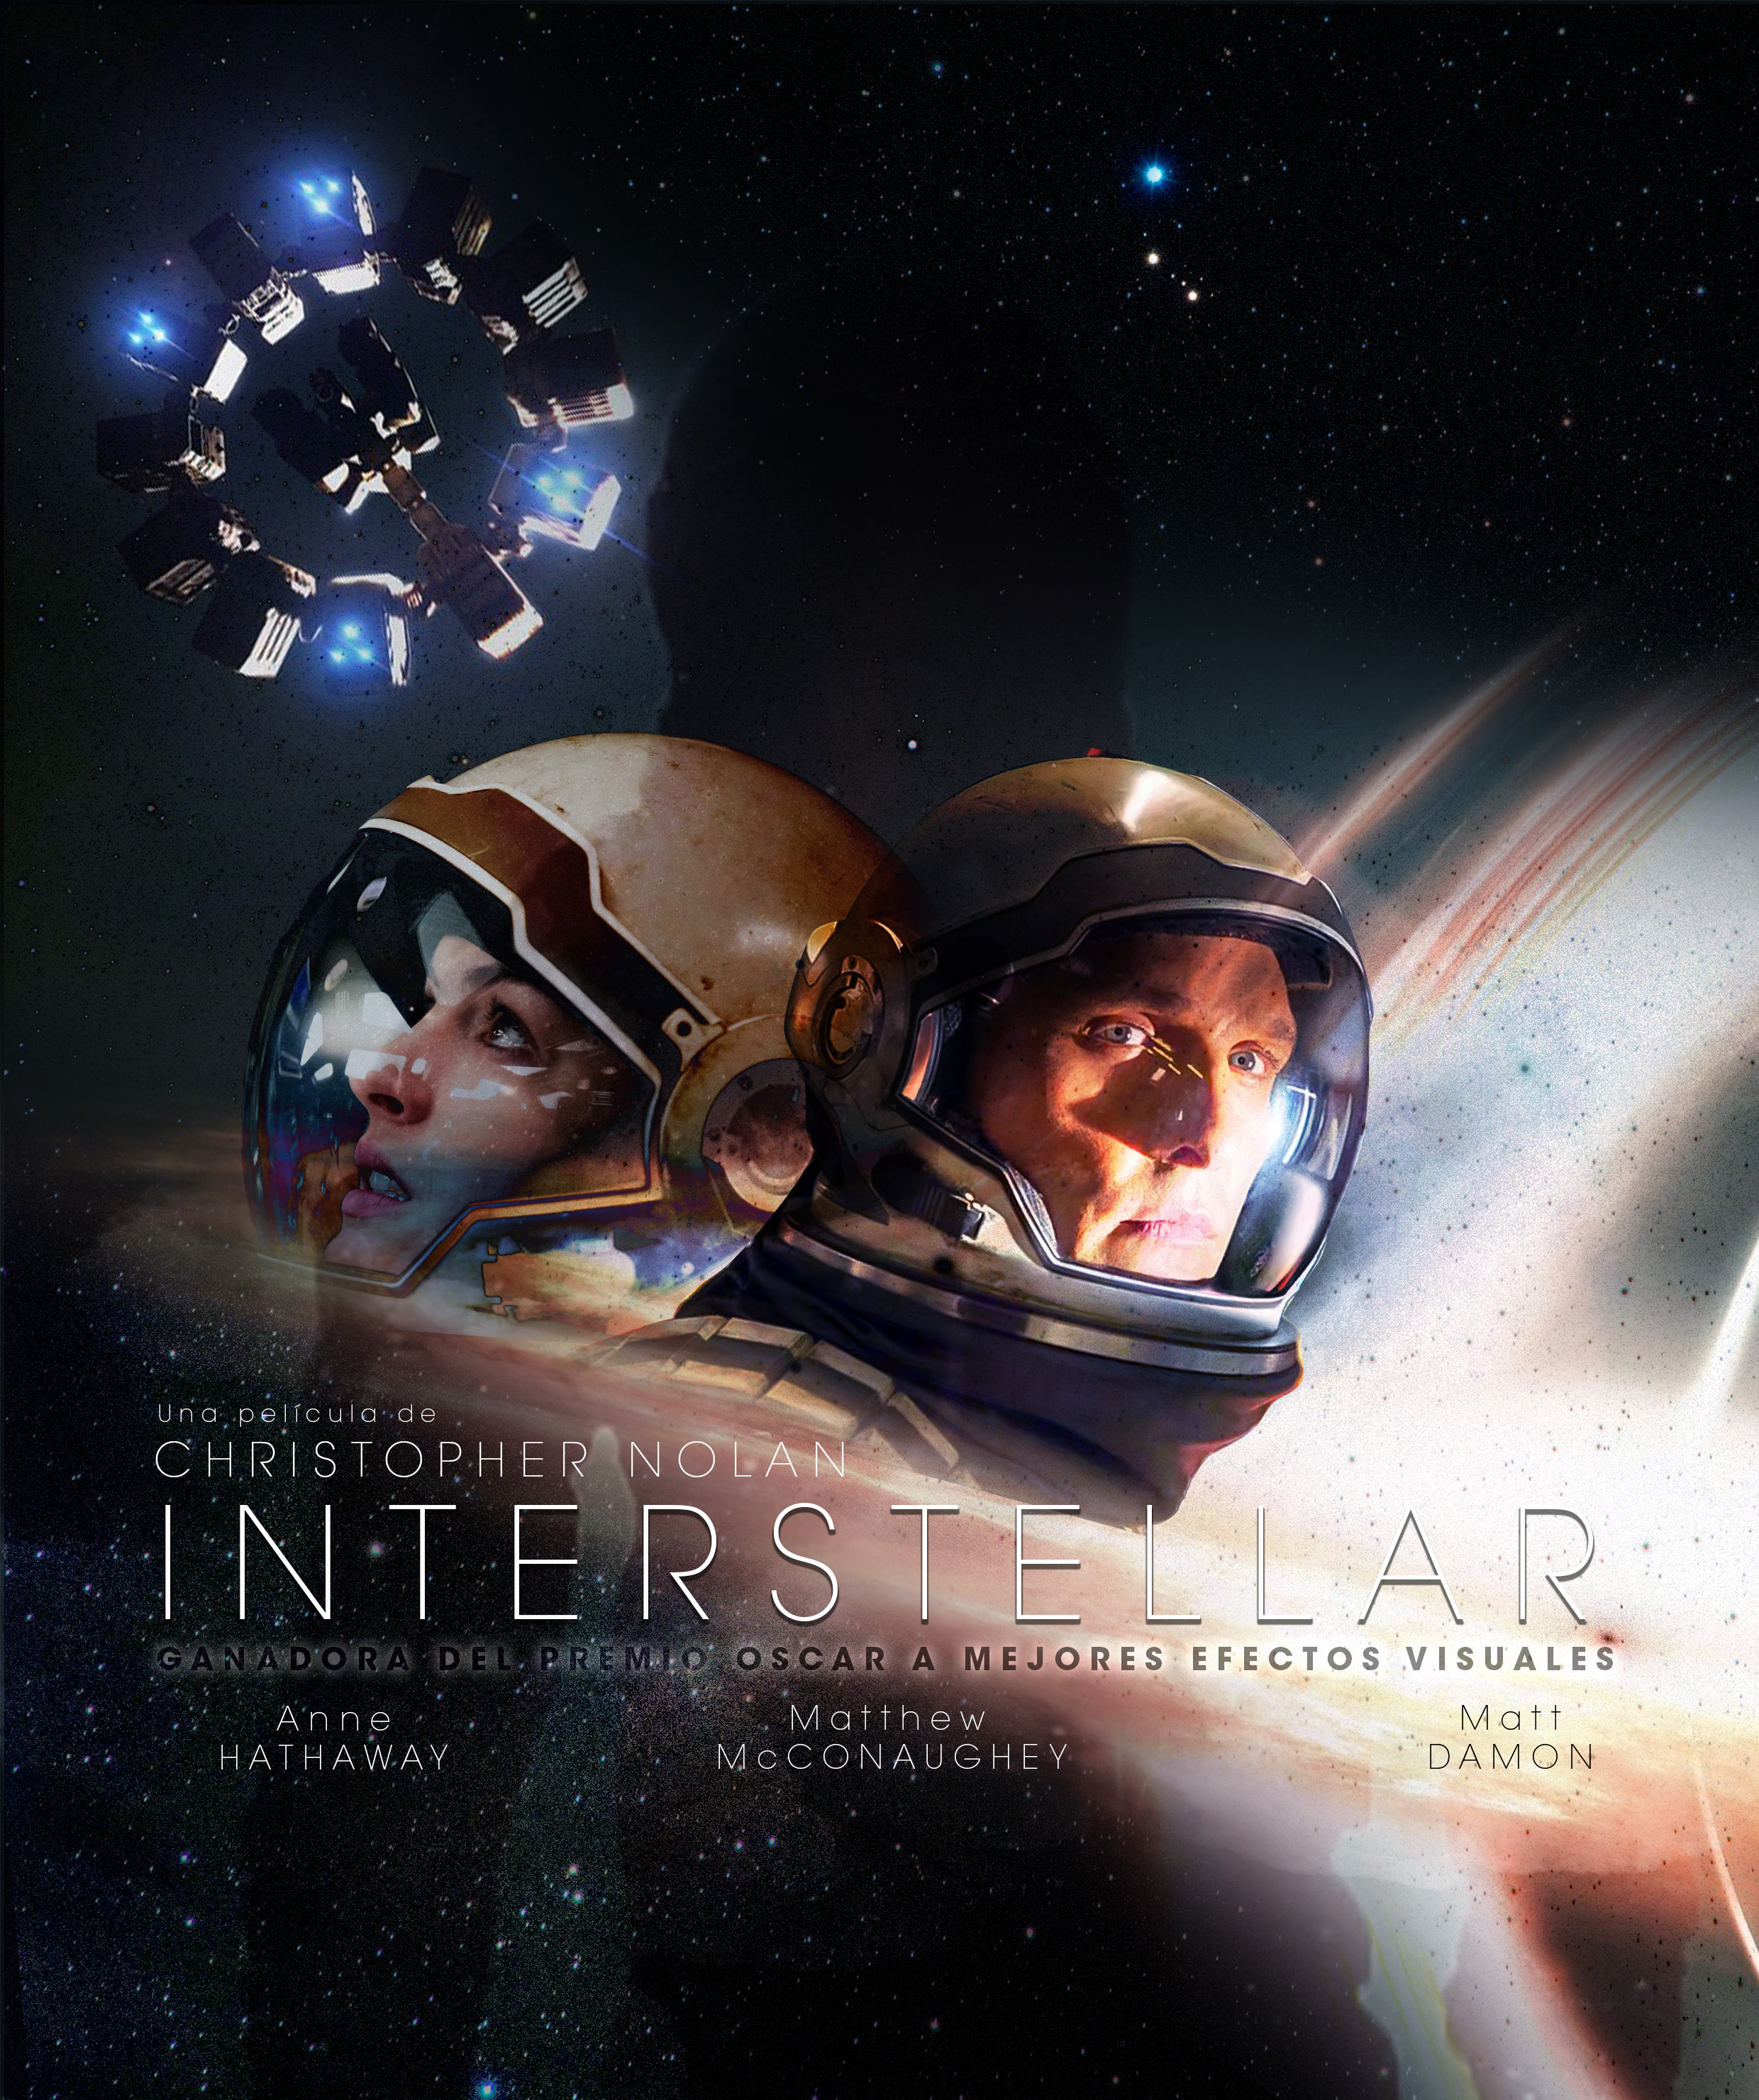 Una película de
CHRISTOPHER NOLAN
INTERSTELLAR
GANADORA DEL PREMIO OSCAR A MEJORES EFECTOS VISUALES
Anne Matthew Matt
HATHAWAY McCONAUGHEY DAMON